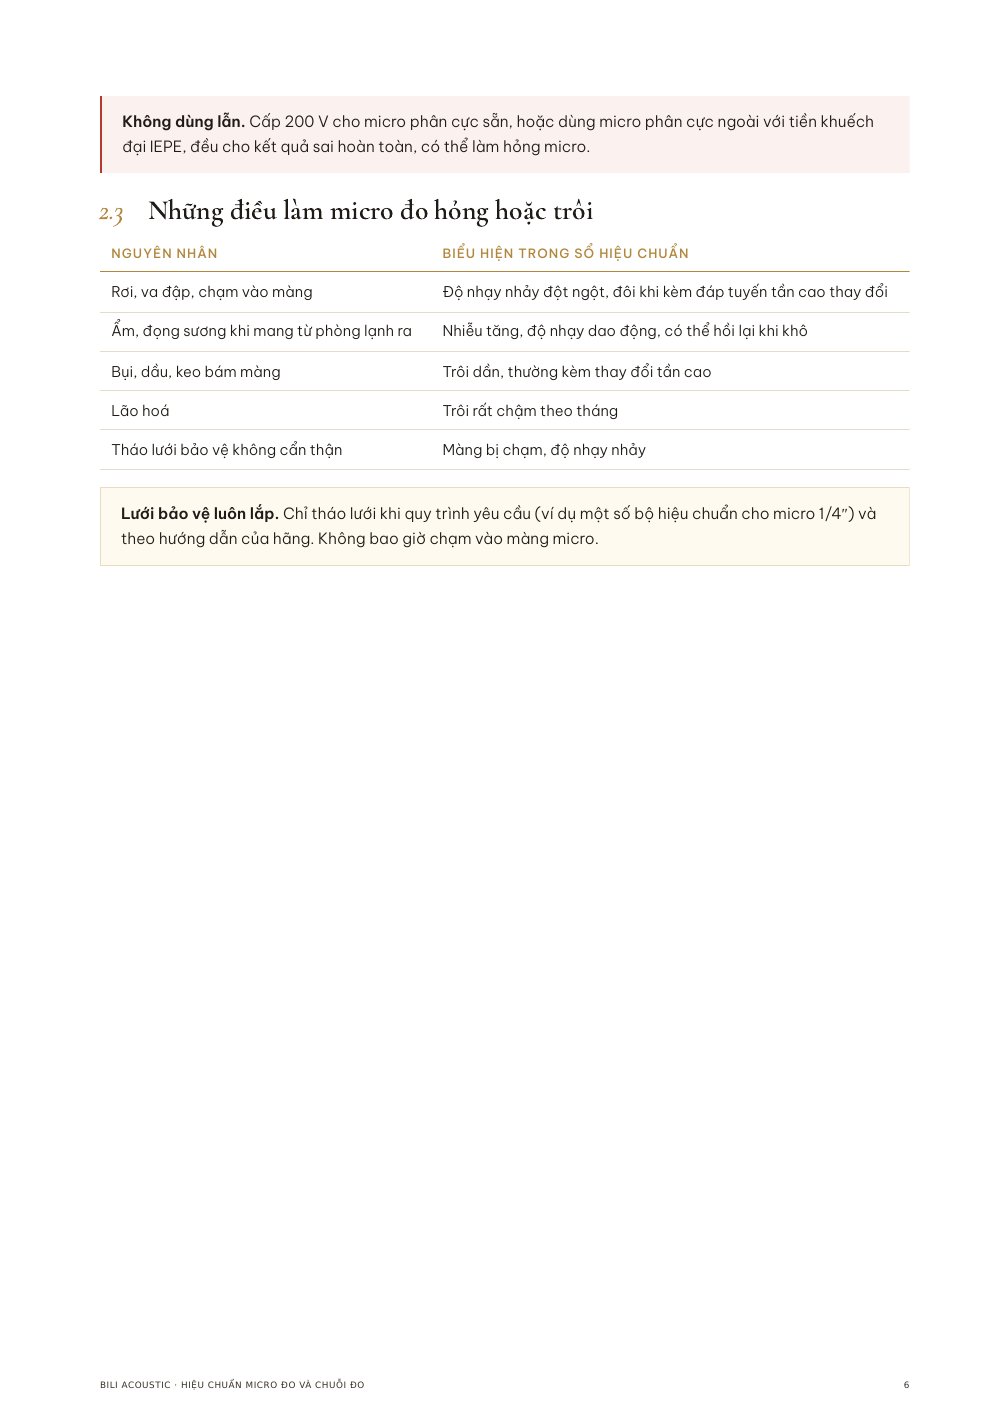 Không dùng lẫn. Cấp 200 V cho micro phân cực sẵn, hoặc dùng micro phân cực ngoài với tiền khuếch
đại IEPE, đều cho kết quả sai hoàn toàn, có thể làm hỏng micro.
2.3 Những điều làm micro đo hỏng hoặc trôi
NGUYÊN NHÂN BIỂU HIỆN TRONG SỔ HIỆU CHUẨN
Rơi, va đập, chạm vào màng Độ nhạy nhảy đột ngột, đôi khi kèm đáp tuyến tần cao thay đổi
Ẩm, đọng sương khi mang từ phòng lạnh ra Nhiễu tăng, độ nhạy dao động, có thể hồi lại khi khô
Bụi, dầu, keo bám màng Trôi dần, thường kèm thay đổi tần cao
Lão hoá Trôi rất chậm theo tháng
Tháo lưới bảo vệ không cẩn thận Màng bị chạm, độ nhạy nhảy
Lưới bảo vệ luôn lắp. Chỉ tháo lưới khi quy trình yêu cầu (ví dụ một số bộ hiệu chuẩn cho micro 1/4″) và
theo hướng dẫn của hãng. Không bao giờ chạm vào màng micro.
BILI ACOUSTIC · HIỆU CHUẨN MICRO ĐO VÀ CHUỖI ĐO 6